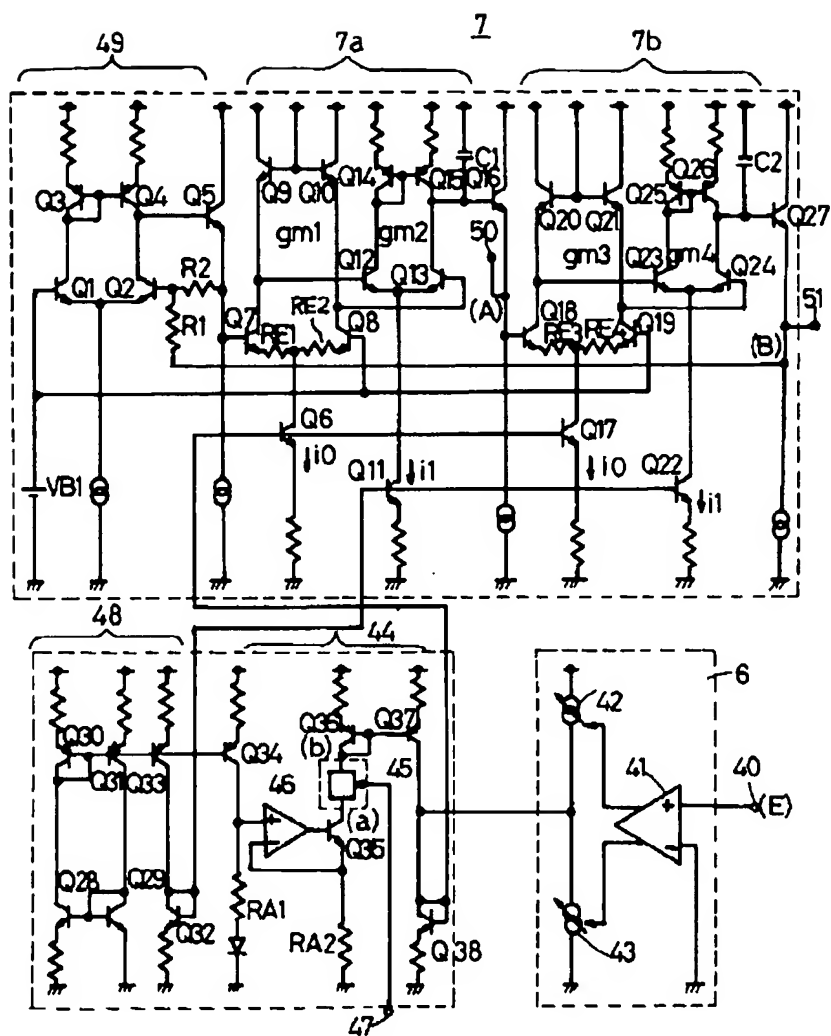 7
49
7a
7b
Q3
Q4
Q5
Q9
Q10
Q14
Q15
Q16
C1
Q20
Q21
Q25
Q26
C2
Q27
gm1
gm2
gm3
gm4
50
51
Q1
Q2
R2
R1
Q12
Q13
Q23
Q24
RE2
(A)
Q18
Q7
RE1
Q8
RE3
RE4
Q19
(B)
Q6
Q17
VB1
i0
Q11
i1
i0
Q22
i1
48
44
6
Q30
Q31
Q33
Q34
Q36
Q37
(b)
42
46
45
41
40
(E)
+
-
(a)
Q35
+
-
Q28
Q29
Q32
RA1
RA2
Q38
43
47